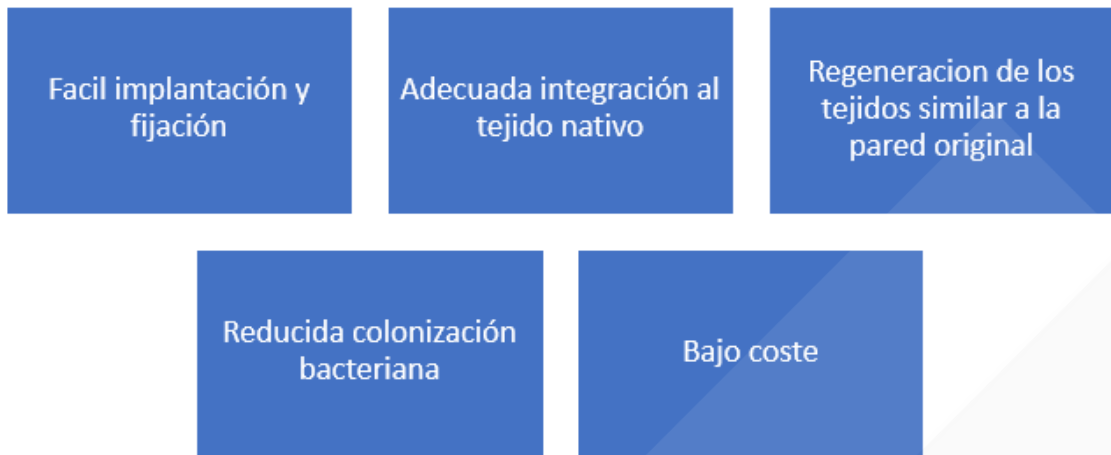 Facil implantación y
fijación
Adecuada integración al
tejido nativo
Regeneracion de los
tejidos similar a la
pared original
Reducida colonización
bacteriana
Bajo coste